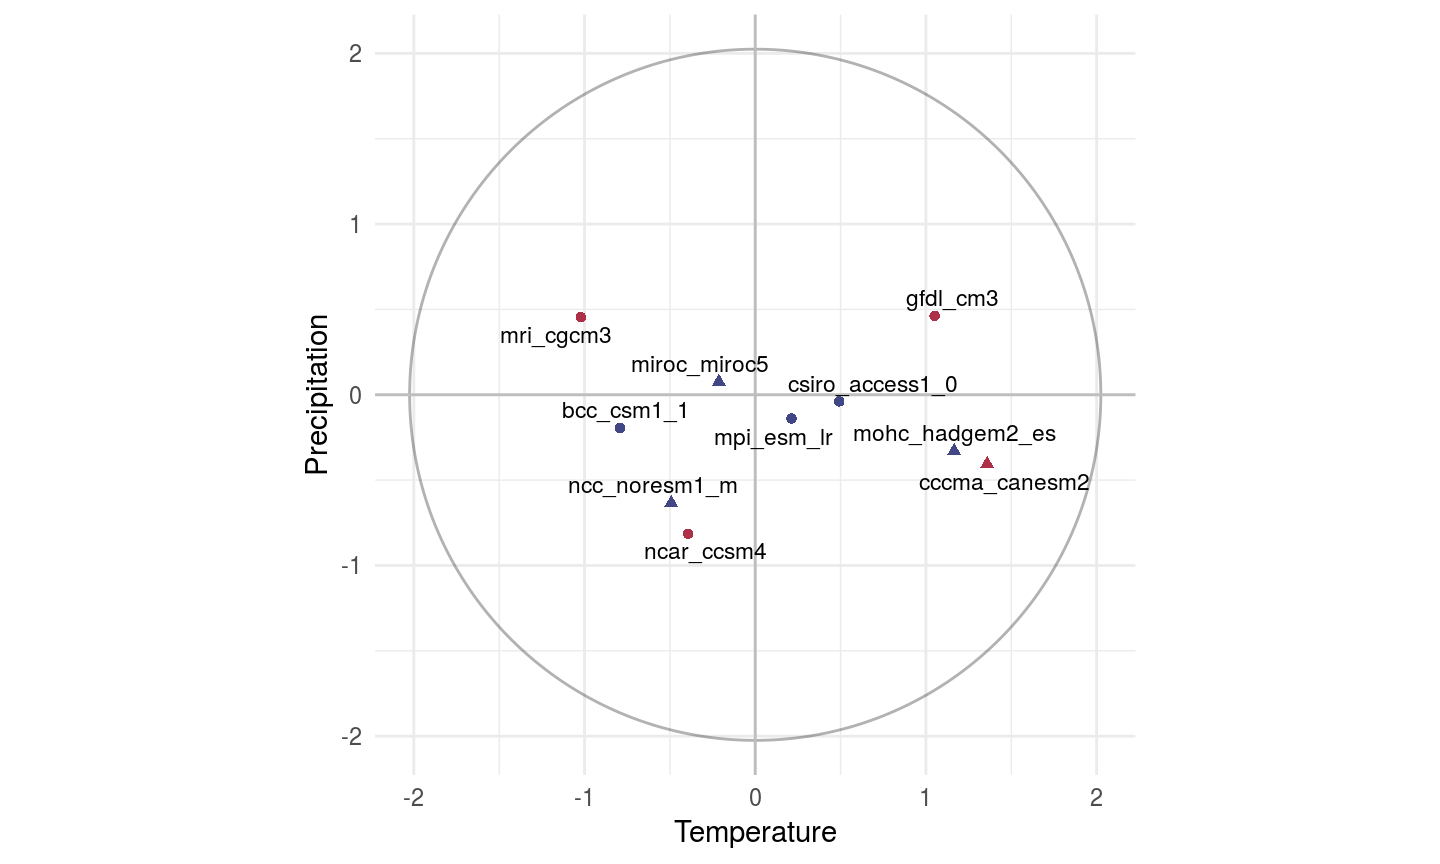 2
1
0
-1
-2
Precipitation
gfdl_cm3
mri_cgcm3
miroc_miroc5
csiro_access1_0
bcc_csm1_1
mpi_esm_lr
mohc_hadgem2_es
cccma_canesm2
ncc_noresm1_m
ncar_ccsm4
-2 -1 0 1 2
Temperature